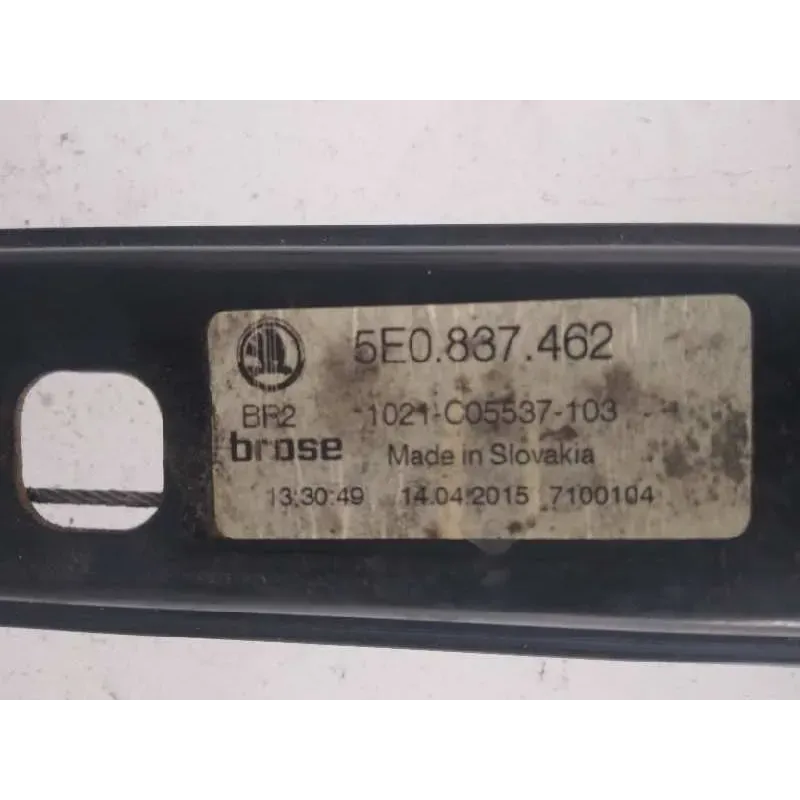 5E0.837.462
BR2 1021-C05537-103
brose Made in Slovakia
13:30:49 14.04.2015 7100104